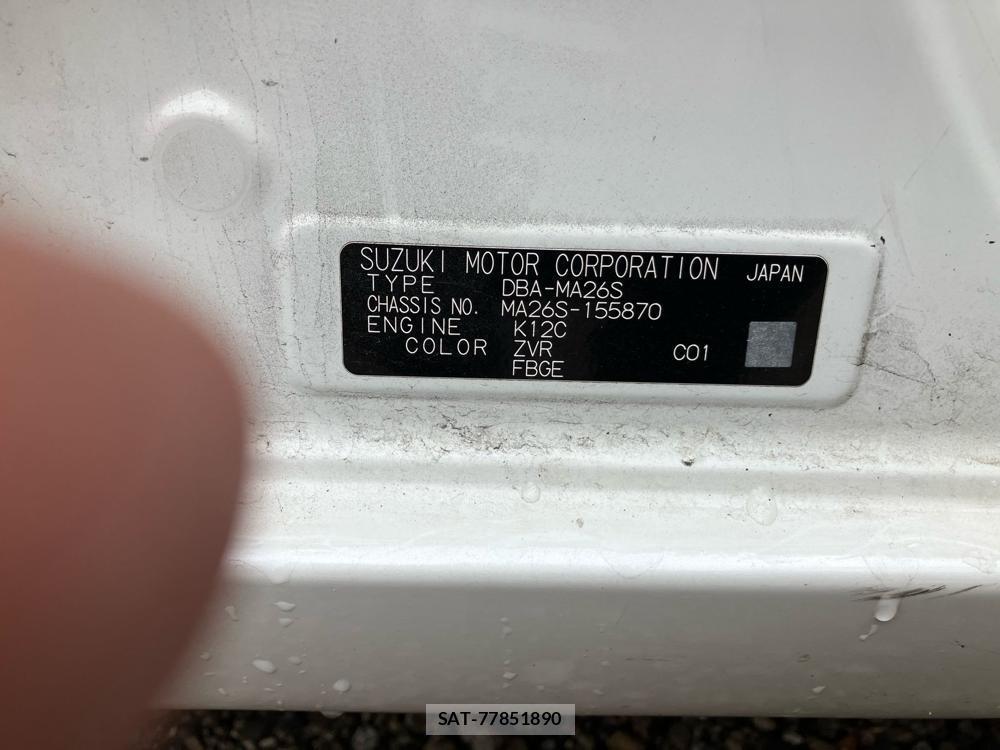 SUZUKI MOTOR CORPORATION JAPAN
TYPE DBA-MA26S
CHASSIS NO. MA26S-155870
ENGINE K12C
COLOR ZVR C01
FBGE
SAT-77851890